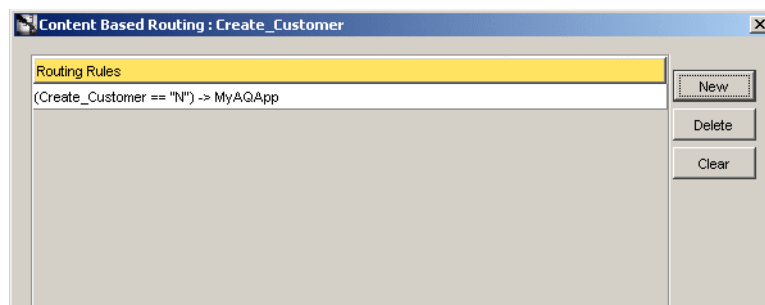 Content Based Routing : Create_Customer
Routing Rules
(Create_Customer == "N") -> MyAQApp
New
Delete
Clear